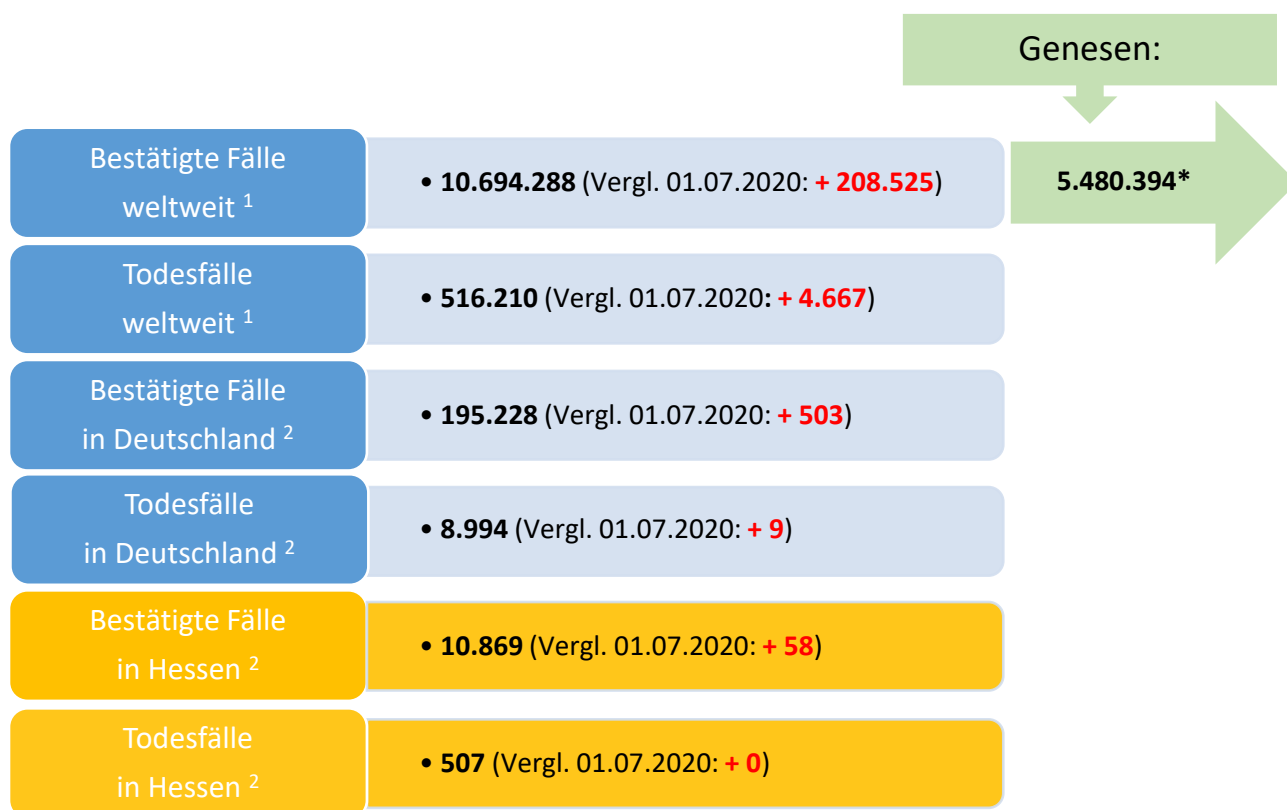 Genesen:
Bestätigte Fälle
weltweit ¹
• 10.694.288 (Vergl. 01.07.2020: + 208.525)
5.480.394*
Todesfälle
weltweit ¹
• 516.210 (Vergl. 01.07.2020: + 4.667)
Bestätigte Fälle
in Deutschland ²
• 195.228 (Vergl. 01.07.2020: + 503)
Todesfälle
in Deutschland ²
• 8.994 (Vergl. 01.07.2020: + 9)
Bestätigte Fälle
in Hessen ²
• 10.869 (Vergl. 01.07.2020: + 58)
Todesfälle
in Hessen ²
• 507 (Vergl. 01.07.2020: + 0)